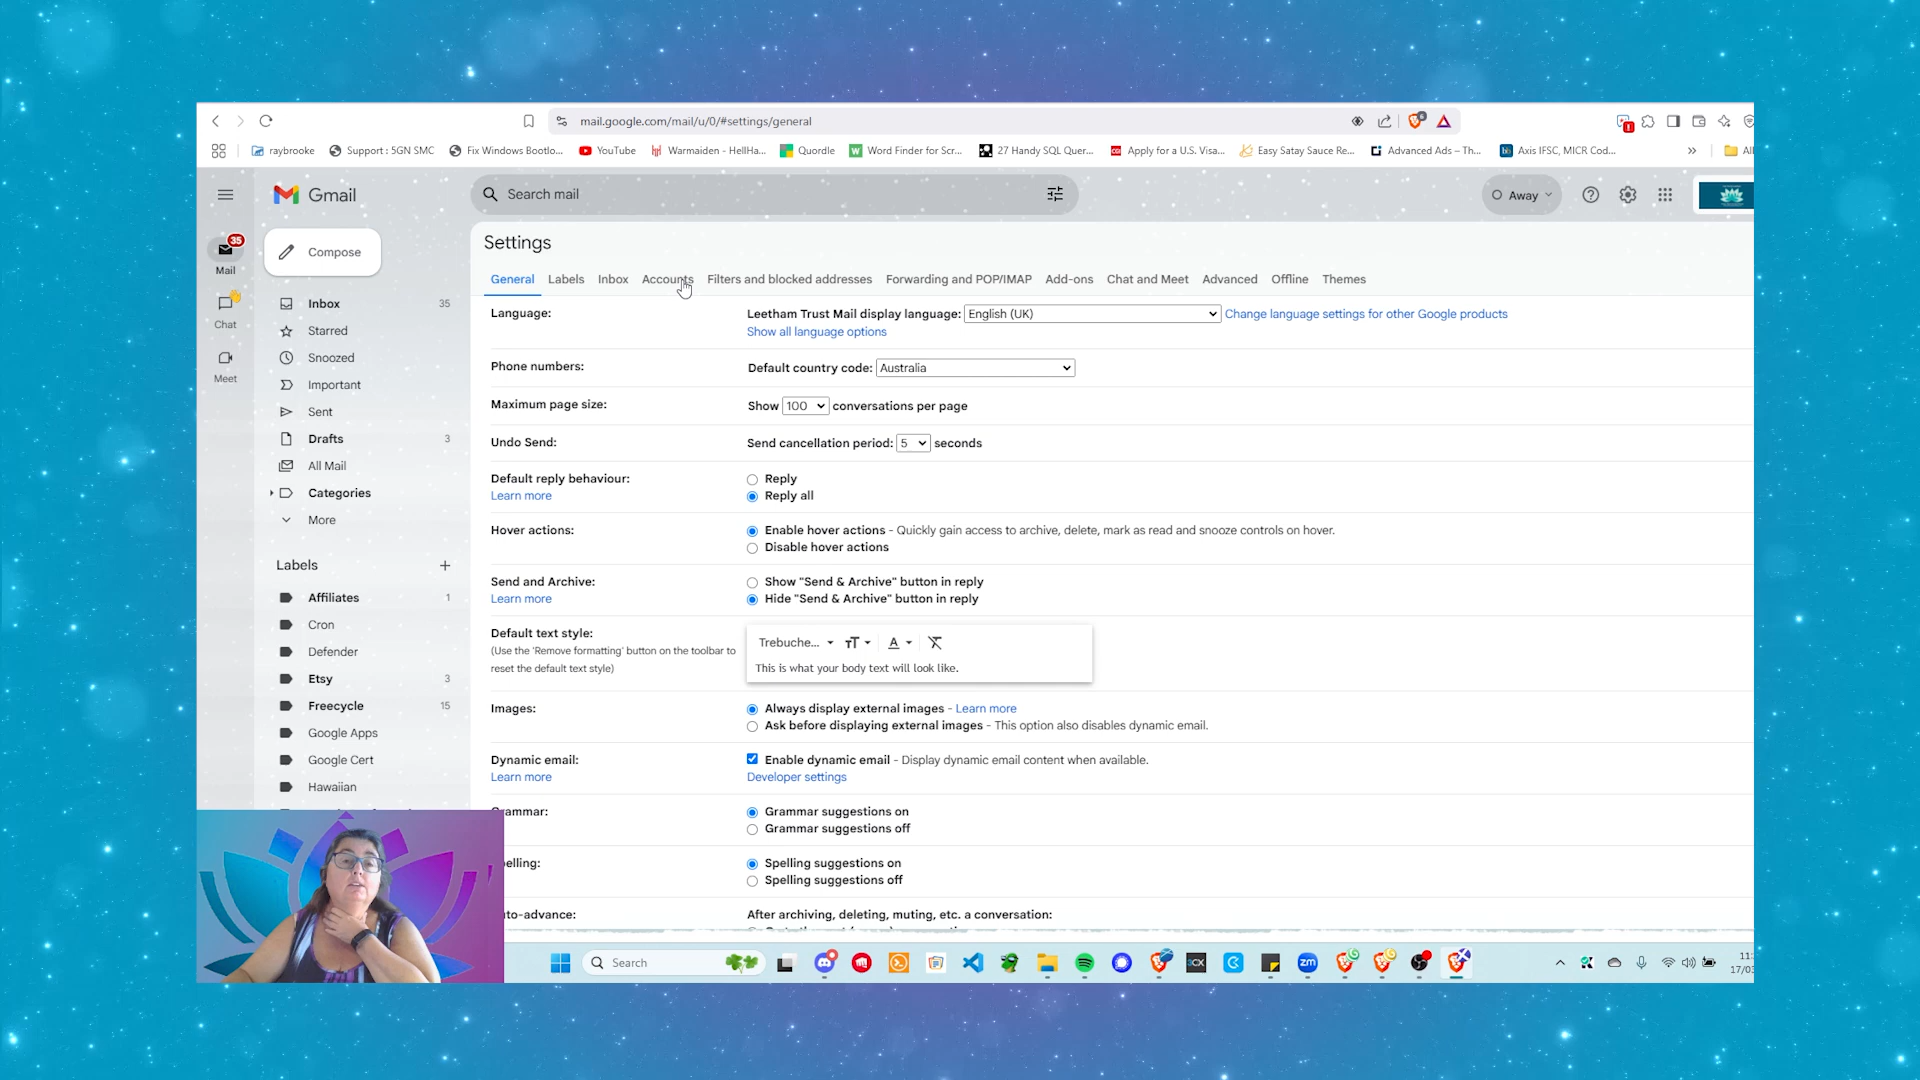 mail.google.com/mail/u/0/#settings/general
raybrooke
Support : 5GN SMC
Fix Windows Bootlo...
YouTube
Warmaiden - HellHa...
Quordle
Word Finder for Scr...
27 Handy SQL Quer...
Apply for a U.S. Visa...
Easy Satay Sauce Re...
Advanced Ads – Th...
Axis IFSC, MICR Cod...
»
All
Gmail
Search mail
Away
35
Mail
Chat
Meet
Compose
Inbox 35
Starred
Snoozed
Important
Sent
Drafts 3
All Mail
Categories
More
Labels
Affiliates 1
Cron
Defender
Etsy 3
Freecycle 15
Google Apps
Google Cert
Hawaiian
Settings
General Labels Inbox Accounts Filters and blocked addresses Forwarding and POP/IMAP Add-ons Chat and Meet Advanced Offline Themes
Language:
Leetham Trust Mail display language: English (UK) Change language settings for other Google products
Show all language options
Phone numbers:
Default country code: Australia
Maximum page size:
Show 100 conversations per page
Undo Send:
Send cancellation period: 5 seconds
Default reply behaviour:
Learn more
Reply
Reply all
Hover actions:
Enable hover actions - Quickly gain access to archive, delete, mark as read and snooze controls on hover.
Disable hover actions
Send and Archive:
Learn more
Show "Send & Archive" button in reply
Hide "Send & Archive" button in reply
Default text style:
(Use the 'Remove formatting' button on the toolbar to
reset the default text style)
Trebuche...
This is what your body text will look like.
Images:
Always display external images - Learn more
Ask before displaying external images - This option also disables dynamic email.
Dynamic email:
Learn more
Enable dynamic email - Display dynamic email content when available.
Developer settings
rammar:
Grammar suggestions on
Grammar suggestions off
elling:
Spelling suggestions on
Spelling suggestions off
to-advance:
After archiving, deleting, muting, etc. a conversation:
Search
zm
CX
11:
17/03